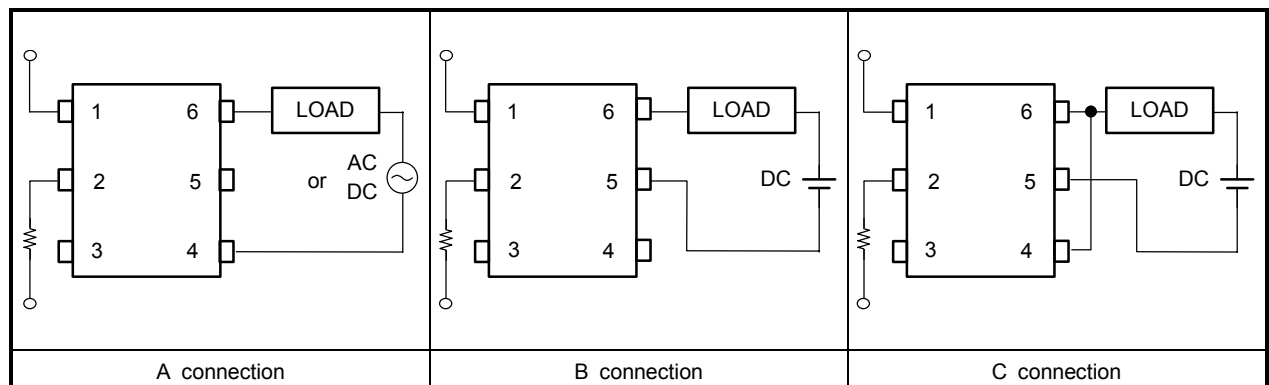 1 6 LOAD
2 5 or AC DC
3 4
A connection
1 6 LOAD
2 5 DC
3 4
B connection
1 6 LOAD
2 5 DC
3 4
C connection